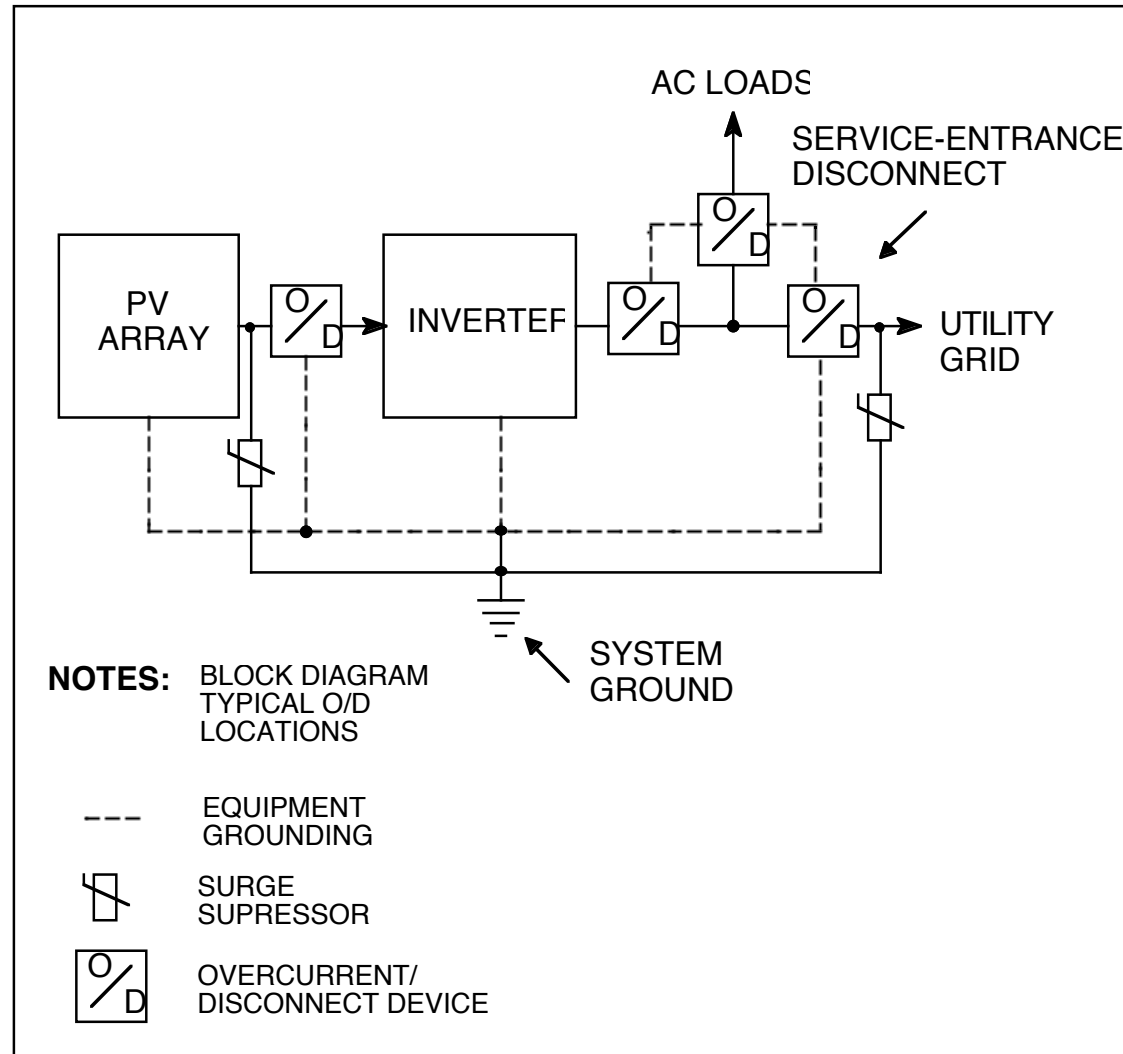 AC LOADS
SERVICE-ENTRANCE
DISCONNECT
O
D
PV
ARRAY
O
D
INVERTER
O
D
O
D
UTILITY
GRID
SYSTEM
GROUND
NOTES: BLOCK DIAGRAM
TYPICAL O/D
LOCATIONS
EQUIPMENT
GROUNDING
SURGE
SUPRESSOR
O
D
OVERCURRENT/
DISCONNECT DEVICE